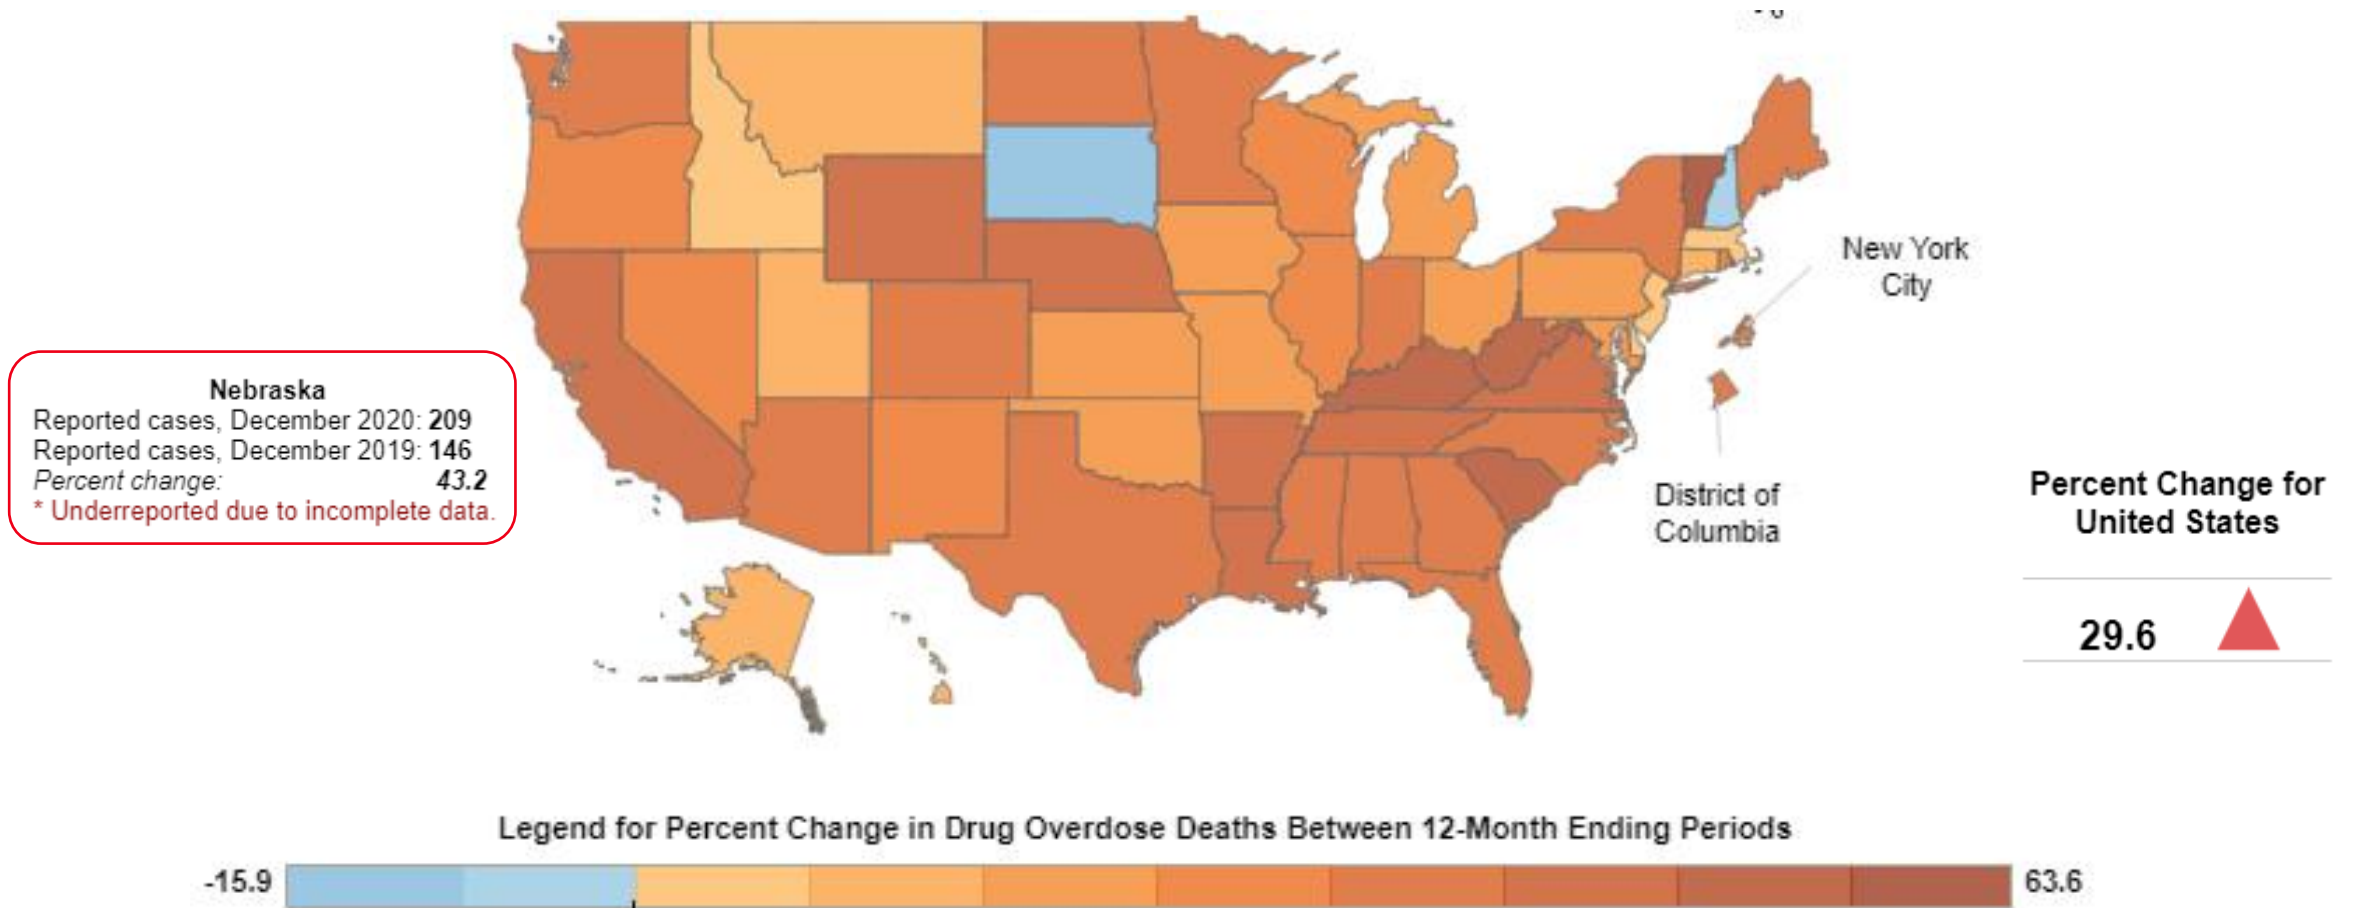 New York
City
Nebraska
Reported cases, December 2020: 209
Reported cases, December 2019: 146
Percent change: 43.2
* Underreported due to incomplete data.
District of
Columbia
Percent Change for
United States
29.6
Legend for Percent Change in Drug Overdose Deaths Between 12-Month Ending Periods
-15.9 63.6